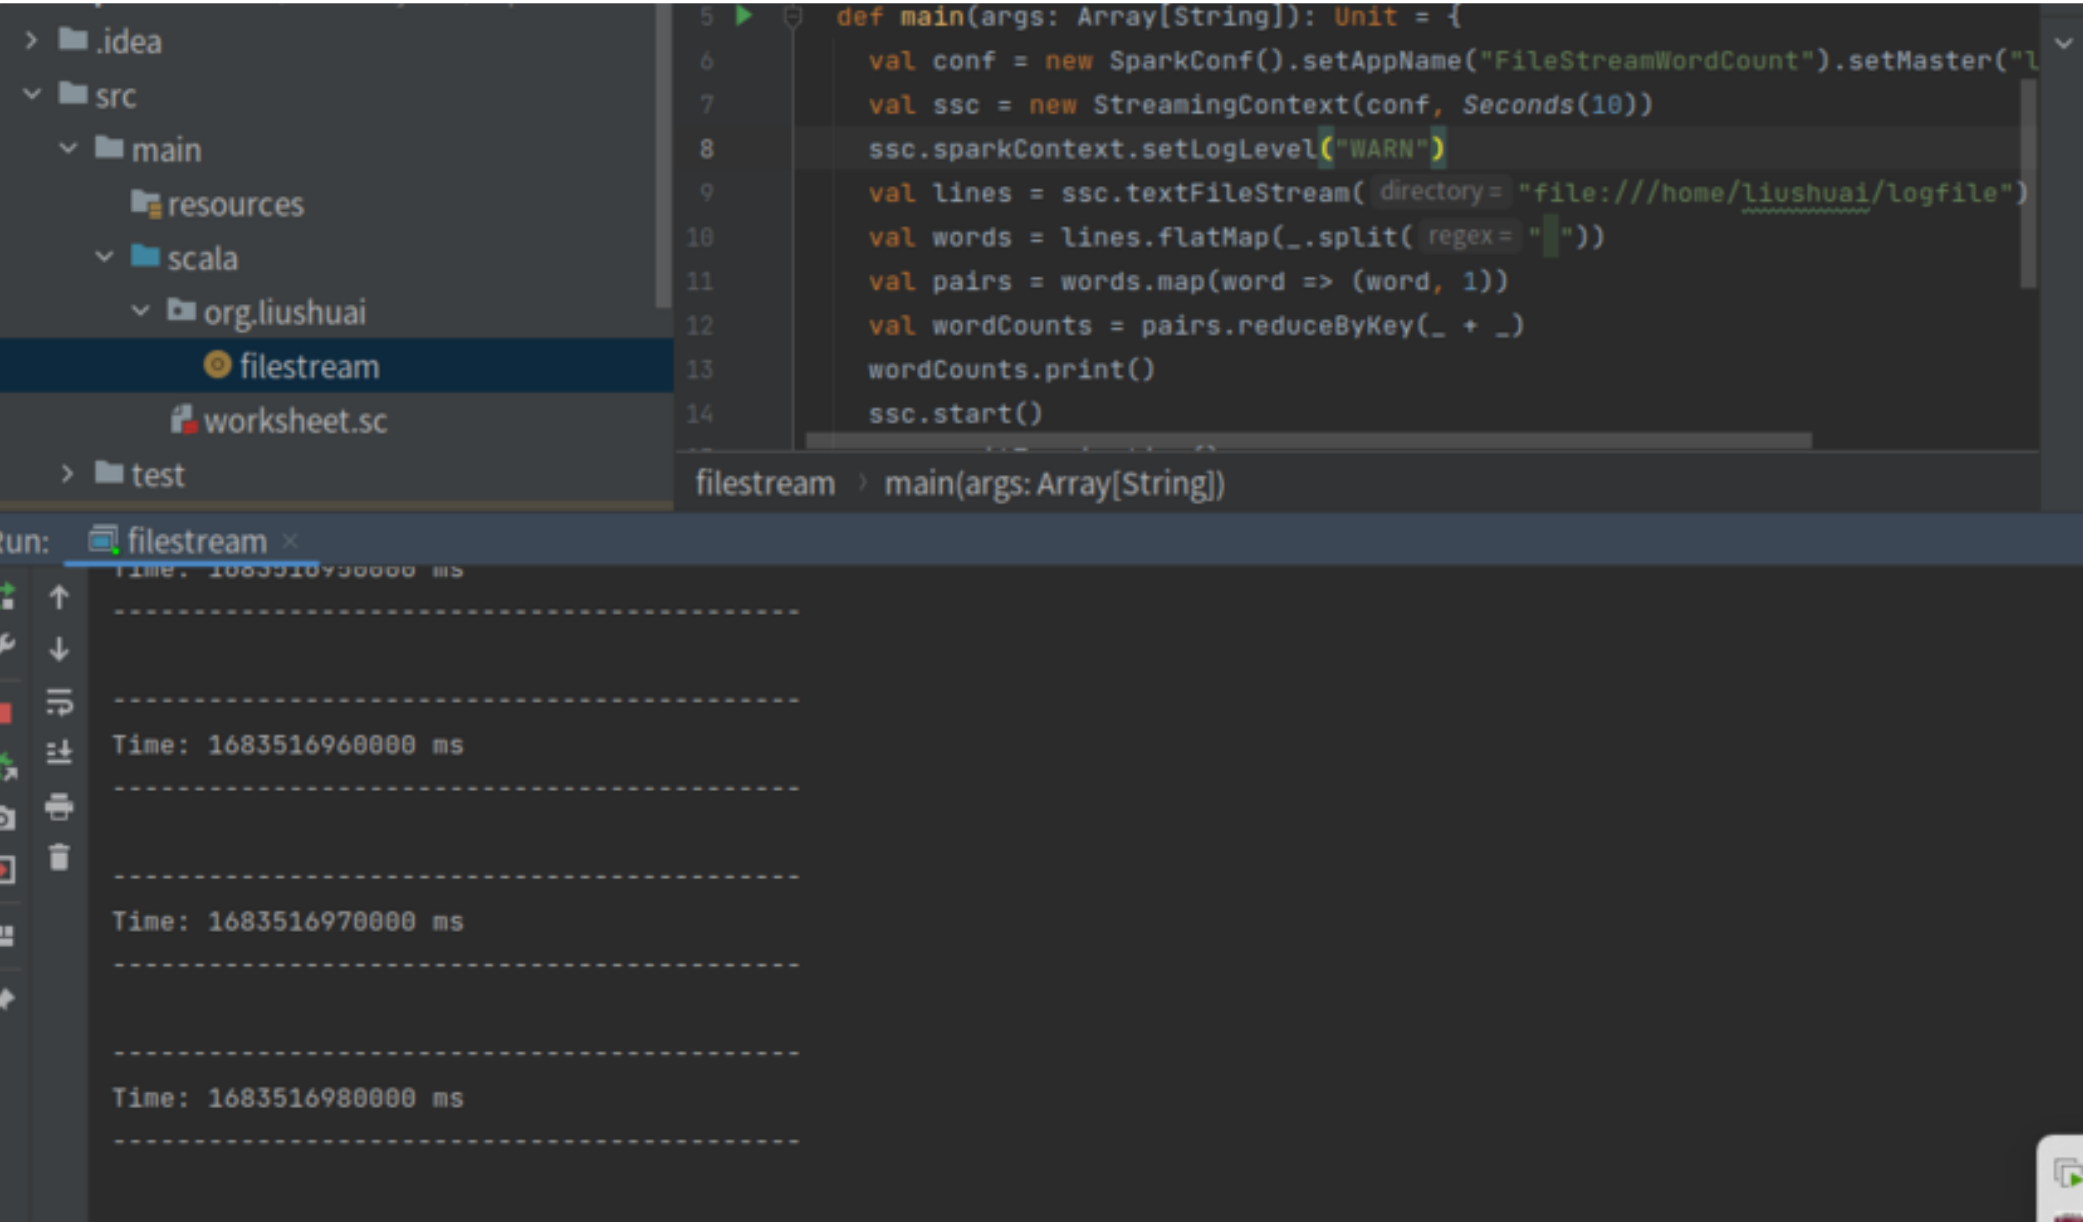 .idea
src
main
resources
scala
org.liushuai
filestream
worksheet.sc
test
5 def main(args: Array[String]): Unit = {
6 val conf = new SparkConf().setAppName("FileStreamWordCount").setMaster("l
7 val ssc = new StreamingContext(conf, Seconds(10))
8 ssc.sparkContext.setLogLevel("WARN")
9 val lines = ssc.textFileStream( directory = "file:///home/liushuai/logfile")
10 val words = lines.flatMap(_.split( regex = " "))
11 val pairs = words.map(word => (word, 1))
12 val wordCounts = pairs.reduceByKey(_ + _)
13 wordCounts.print()
14 ssc.start()
filestream > main(args: Array[String])
Run: filestream ×
Time: 1683516950000 ms
-------------------------------------------
-------------------------------------------
Time: 1683516960000 ms
-------------------------------------------
-------------------------------------------
Time: 1683516970000 ms
-------------------------------------------
-------------------------------------------
Time: 1683516980000 ms
-------------------------------------------